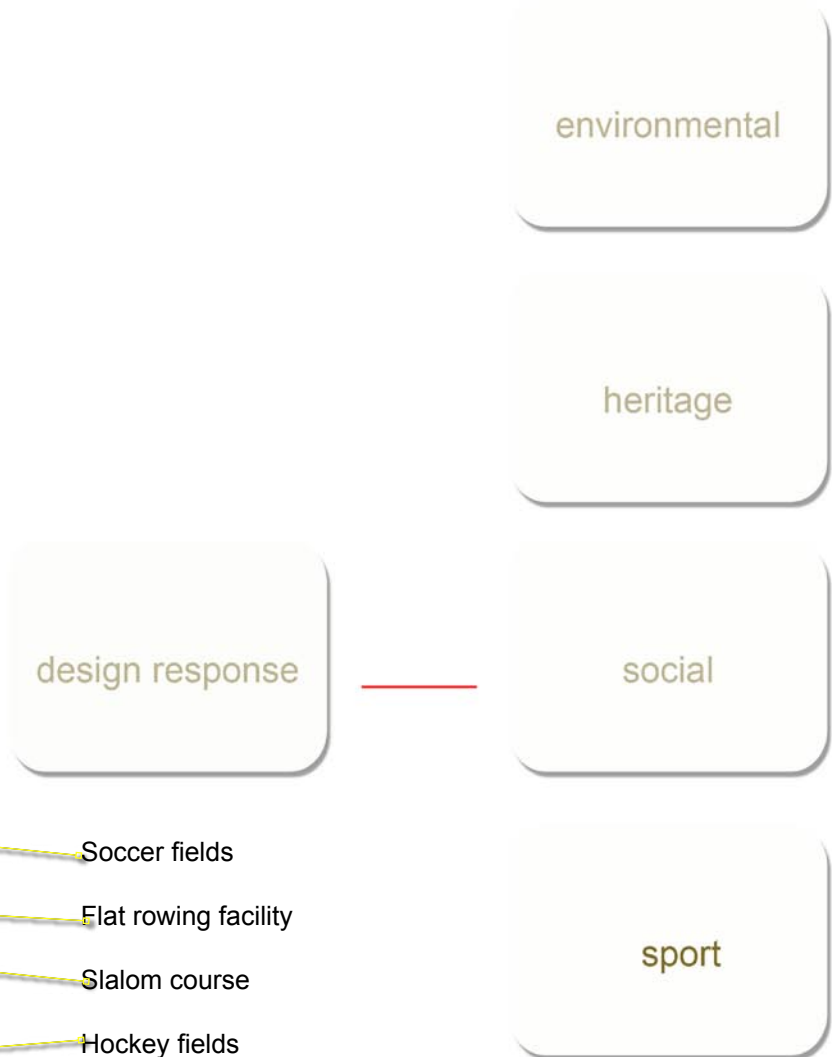 environmental
heritage
design response
social
Soccer fields
Flat rowing facility
Slalom course
Hockey fields
sport